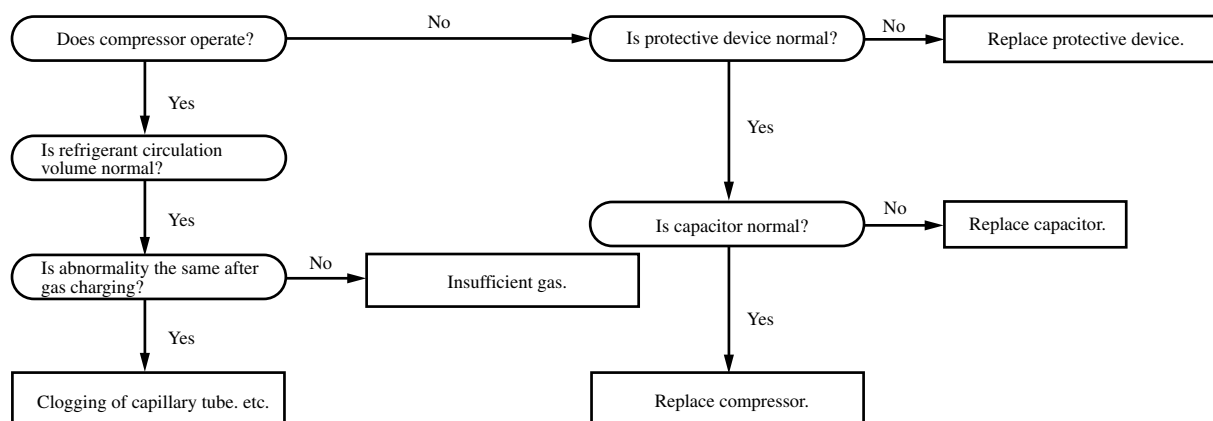 Does compressor operate?
No
Is protective device normal?
No
Replace protective device.
Yes
Yes
Is refrigerant circulation
volume normal?
Yes
Is capacitor normal?
No
Replace capacitor.
Is abnormality the same after
gas charging?
No
Insufficient gas.
Yes
Yes
Clogging of capillary tube. etc.
Replace compressor.